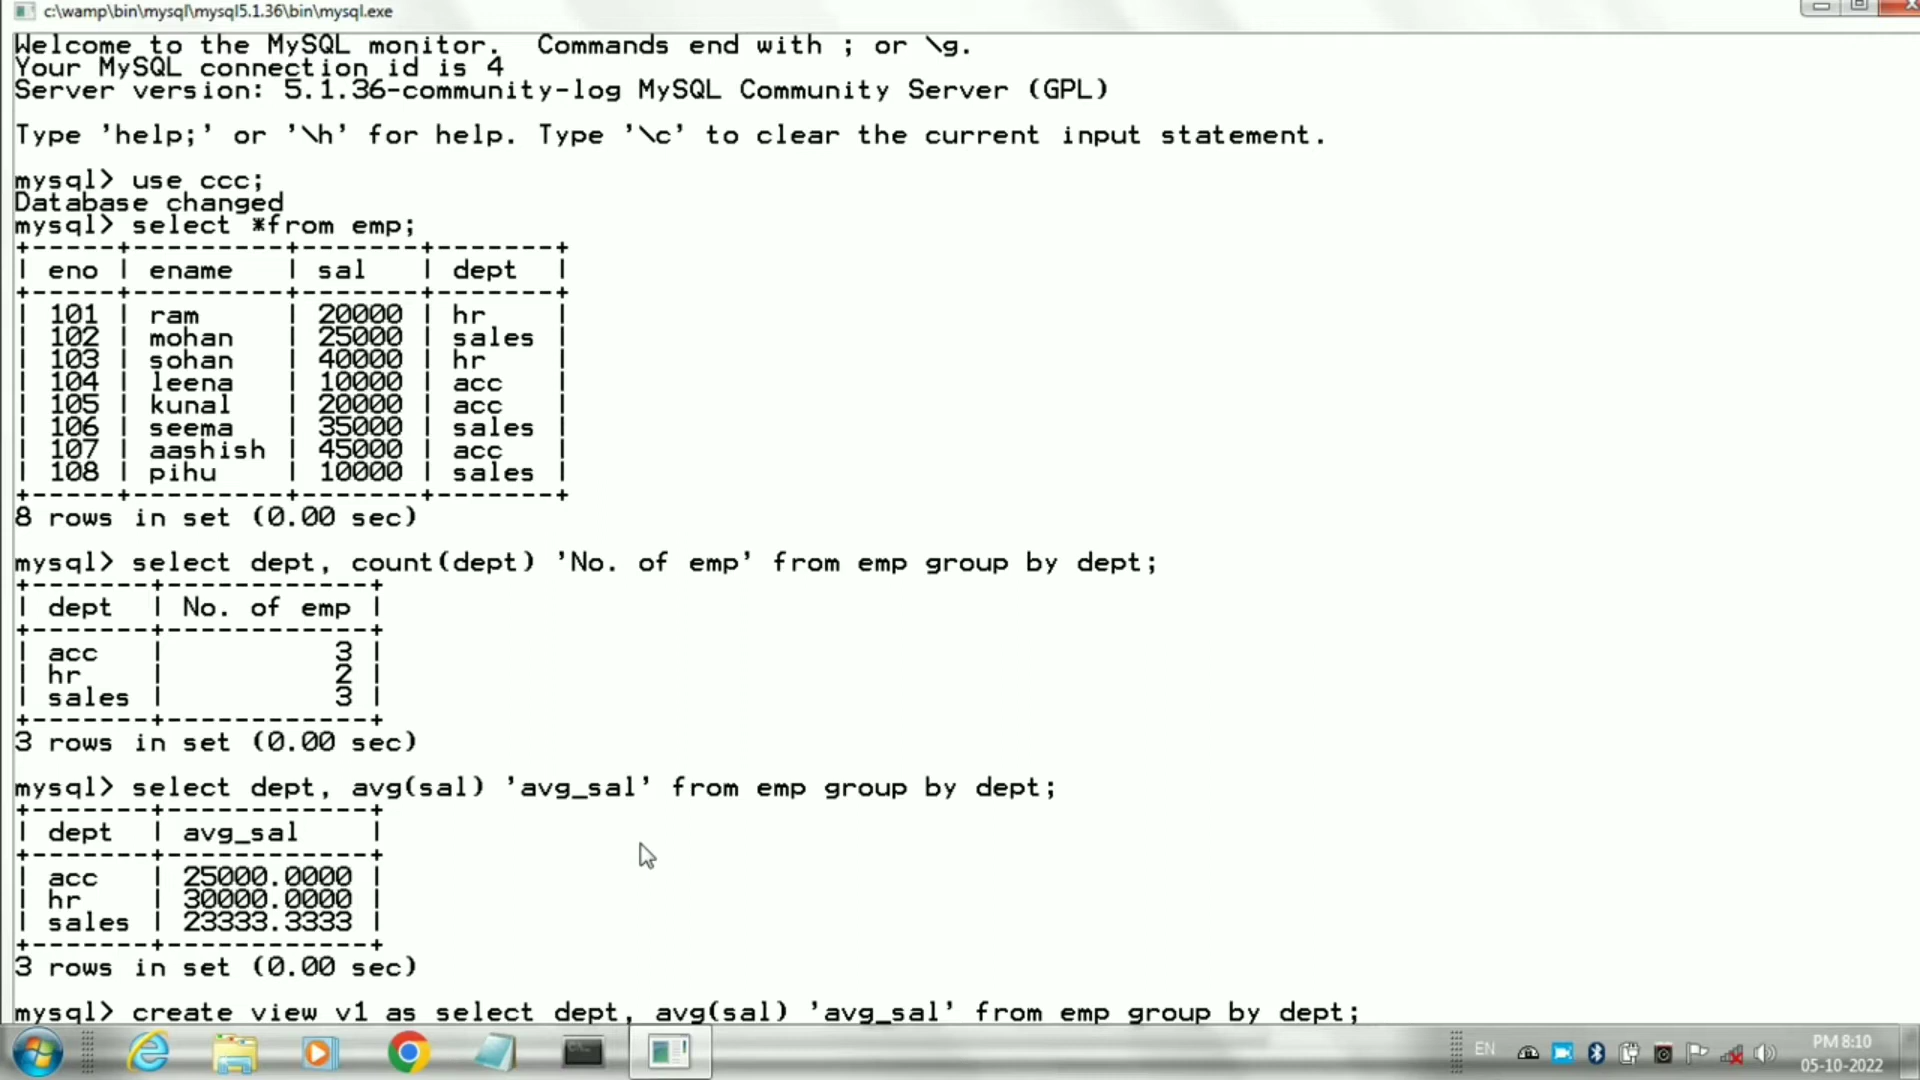 c:\wamp\bin\mysql\mysql5.1.36\bin\mysql.exe
Welcome to the MySQL monitor.  Commands end with ; or \g.
Your MySQL connection id is 4
Server version: 5.1.36-community-log MySQL Community Server (GPL)
Type 'help;' or '\h' for help. Type '\c' to clear the current input statement.
mysql> use ccc;
Database changed
mysql> select *from emp;
+-----+---------+-------+-------+
| eno | ename   | sal   | dept  |
+-----+---------+-------+-------+
| 101 | ram     | 20000 | hr    |
| 102 | mohan   | 25000 | sales |
| 103 | sohan   | 40000 | hr    |
| 104 | leena   | 10000 | acc   |
| 105 | kunal   | 20000 | acc   |
| 106 | seema   | 35000 | sales |
| 107 | aashish | 45000 | acc   |
| 108 | pihu    | 10000 | sales |
+-----+---------+-------+-------+
8 rows in set (0.00 sec)
mysql> select dept, count(dept) 'No. of emp' from emp group by dept;
+-------+------------+
| dept  | No. of emp |
+-------+------------+
| acc   |          3 |
| hr    |          2 |
| sales |          3 |
+-------+------------+
3 rows in set (0.00 sec)
mysql> select dept, avg(sal) 'avg_sal' from emp group by dept;
+-------+------------+
| dept  | avg_sal    |
+-------+------------+
| acc   | 25000.0000 |
| hr    | 30000.0000 |
| sales | 23333.3333 |
+-------+------------+
3 rows in set (0.00 sec)
mysql> create view v1 as select dept, avg(sal) 'avg_sal' from emp group by dept;
EN
PM 8:10
05-10-2022